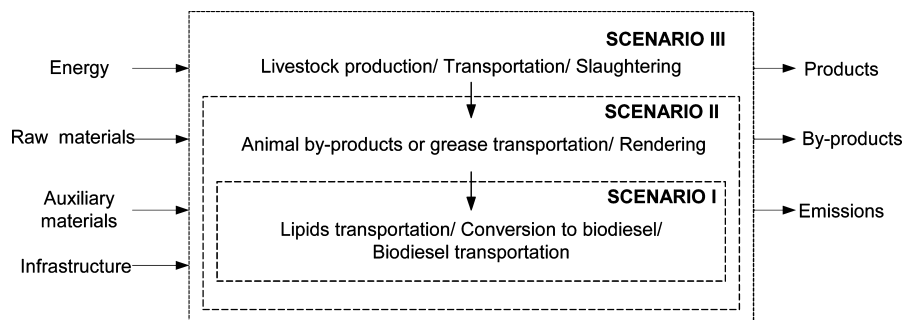 SCENARIO III
Energy
Livestock production/ Transportation/ Slaughtering
Products
SCENARIO II
Raw materials
Animal by-products or grease transportation/ Rendering
By-products
SCENARIO I
Auxiliary
materials
Lipids transportation/ Conversion to biodiesel/
Biodiesel transportation
Emissions
Infrastructure